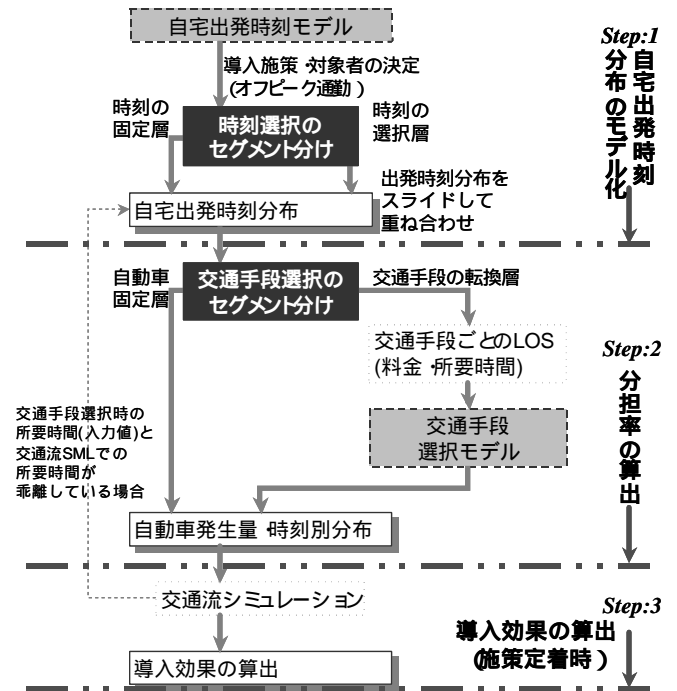 自宅出発時刻モデル
Step:1
自宅出発時刻
分布のモデル化
導入施策・対象者の決定
(オフピーク通勤)
時刻の
固定層
時刻選択の
セグメント分け
時刻の
選択層
出発時刻分布を
スライドして
重ね合わせ
自宅出発時刻分布
自動車
固定層
交通手段選択の
セグメント分け
交通手段の転換層
交通手段ごとのLOS
(料金・所要時間)
Step:2
分担率の算出
交通手段
選択モデル
交通手段選択時の
所要時間(入力値)と
交通流SMLでの
所要時間が
乖離している場合
自動車発生量・時刻別分布
交通流シミュレーション
Step:3
導入効果の算出
(施策定着時)
導入効果の算出